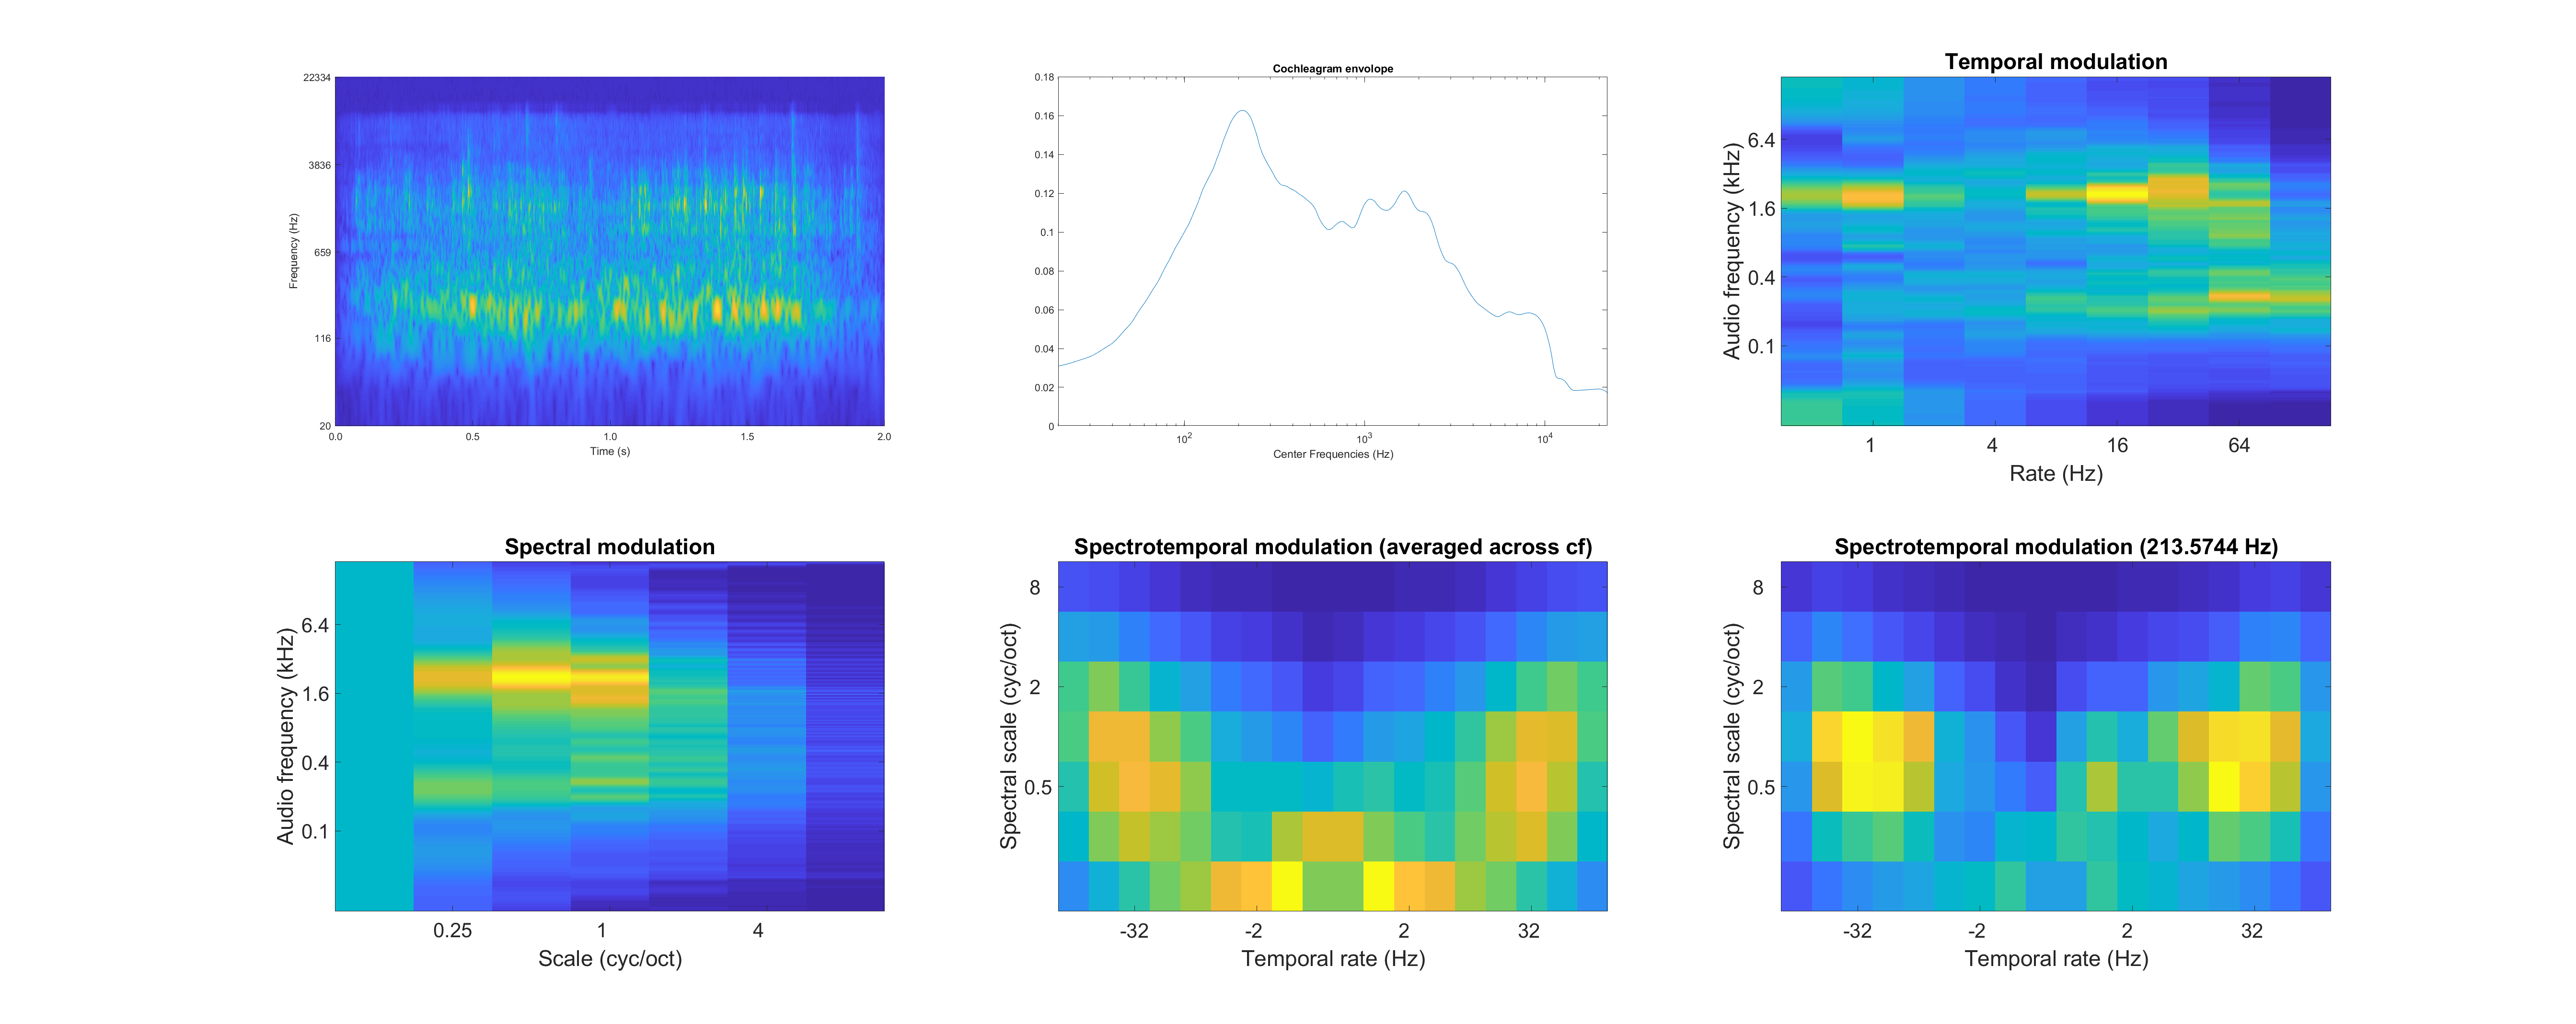 22334
3836
659
116
20
Frequency (Hz)
0.0 0.5 1.0 1.5 2.0
Time (s)
Cochleagram envolope
0.18
0.16
0.14
0.12
0.1
0.08
0.06
0.04
0.02
0
10² 10³ 10⁴
Center Frequencies (Hz)
Temporal modulation
6.4
1.6
0.4
0.1
Audio frequency (kHz)
1 4 16 64
Rate (Hz)
Spectral modulation
6.4
1.6
0.4
0.1
Audio frequency (kHz)
0.25 1 4
Scale (cyc/oct)
Spectrotemporal modulation (averaged across cf)
8
2
0.5
Spectral scale (cyc/oct)
-32 -2 2 32
Temporal rate (Hz)
Spectrotemporal modulation (213.5744 Hz)
8
2
0.5
Spectral scale (cyc/oct)
-32 -2 2 32
Temporal rate (Hz)